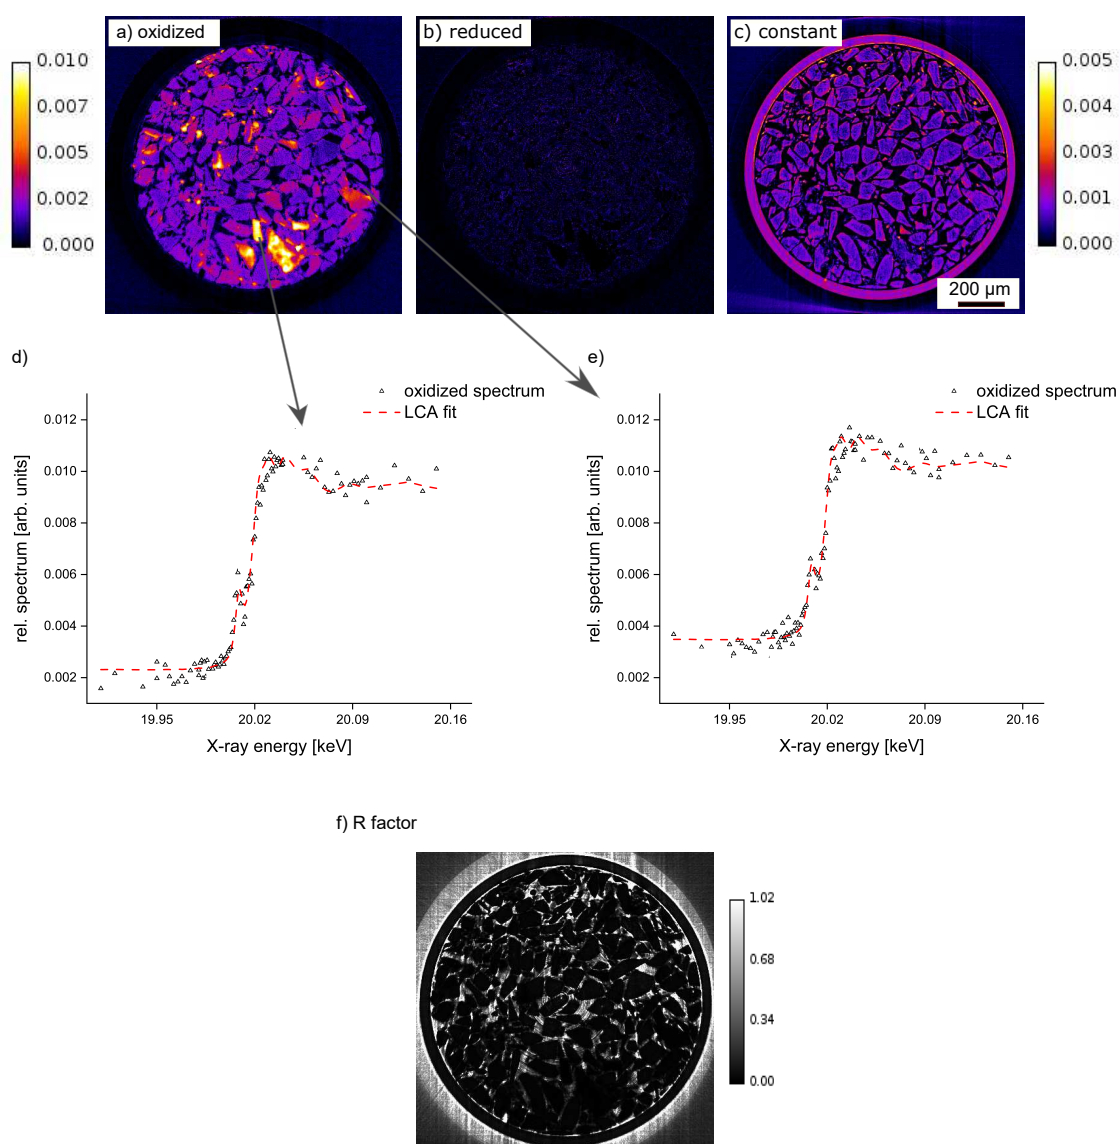 a) oxidized
b) reduced
c) constant
0.010
0.007
0.005
0.002
0.000
0.005
0.004
0.003
0.001
0.000
200 μm
d)
oxidized spectrum
LCA fit
0.012
0.010
0.008
0.006
0.004
0.002
rel. spectrum [arb. units]
19.95 20.02 20.09 20.16
X-ray energy [keV]
e)
oxidized spectrum
LCA fit
0.012
0.010
0.008
0.006
0.004
0.002
rel. spectrum [arb. units]
19.95 20.02 20.09 20.16
X-ray energy [keV]
f) R factor
1.02
0.68
0.34
0.00